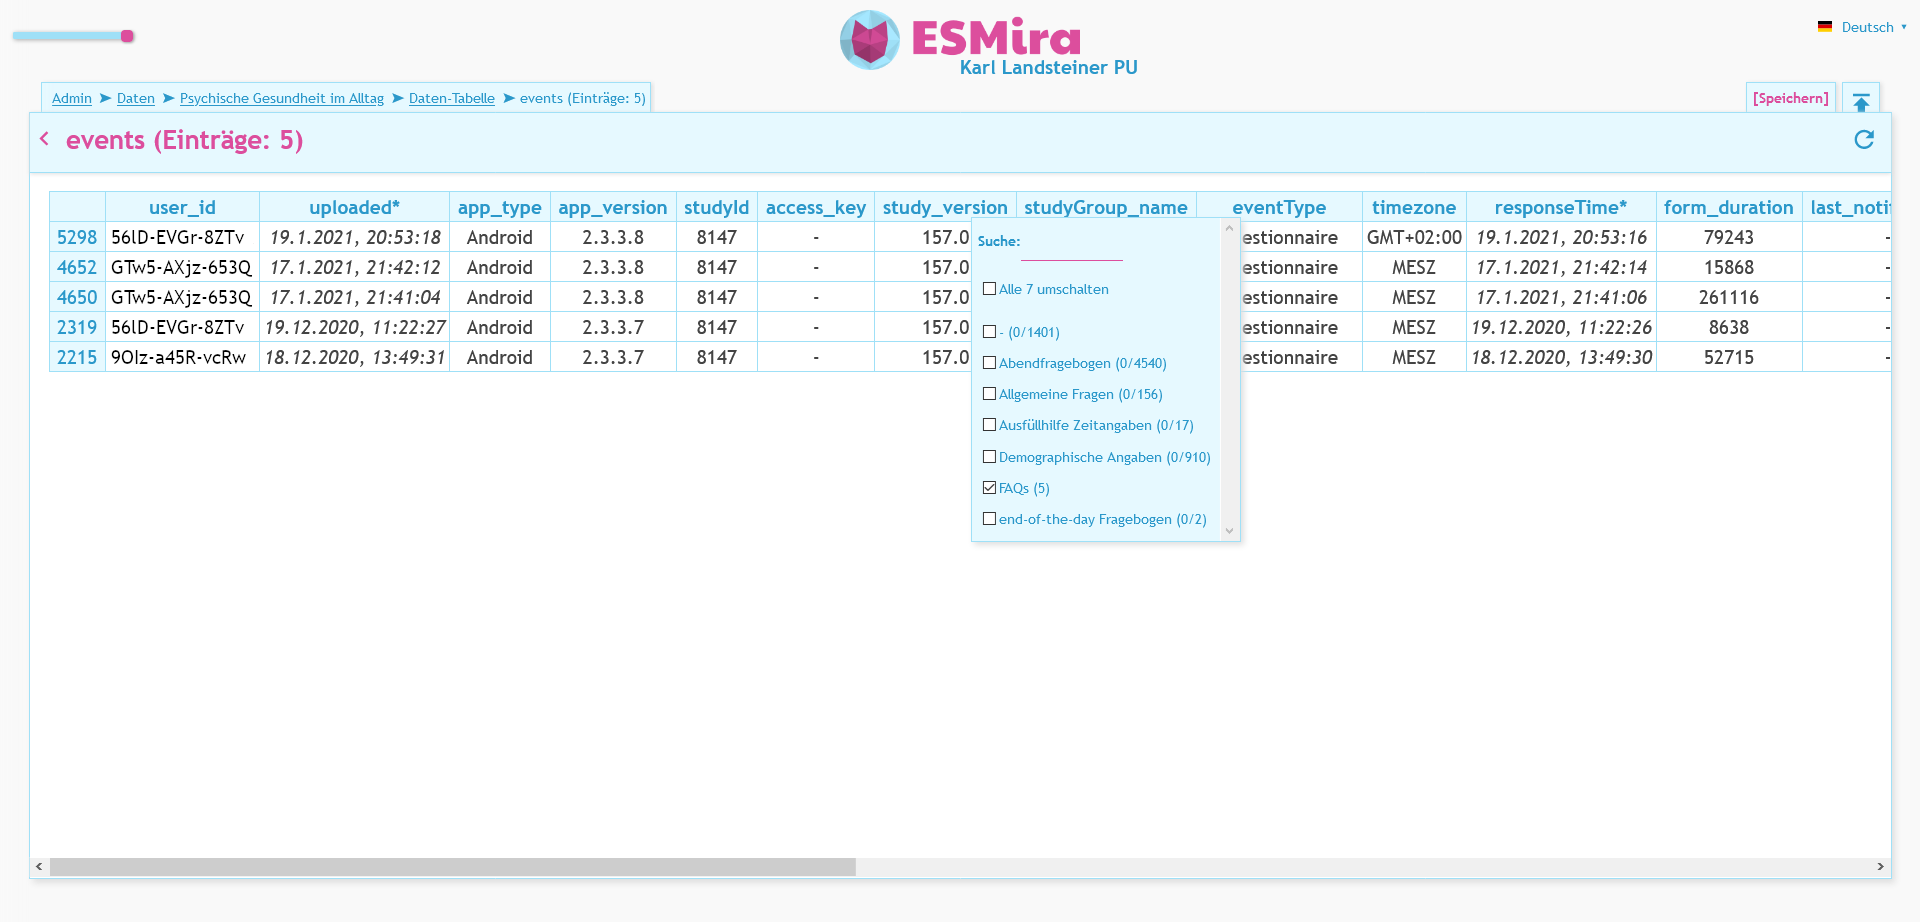 ESMira
Karl Landsteiner PU
Deutsch
Admin ➤ Daten ➤ Psychische Gesundheit im Alltag ➤ Daten-Tabelle ➤ events (Einträge: 5)
[Speichern]
events (Einträge: 5)
user_id uploaded* app_type app_version studyId access_key study_version studyGroup_name eventType timezone responseTime* form_duration last_notif
5298 56lD-EVGr-8ZTv 19.1.2021, 20:53:18 Android 2.3.3.8 8147 - 157.0 estionnaire GMT+02:00 19.1.2021, 20:53:16 79243 -
4652 GTw5-AXjz-653Q 17.1.2021, 21:42:12 Android 2.3.3.8 8147 - 157.0 estionnaire MESZ 17.1.2021, 21:42:14 15868 -
4650 GTw5-AXjz-653Q 17.1.2021, 21:41:04 Android 2.3.3.8 8147 - 157.0 estionnaire MESZ 17.1.2021, 21:41:06 261116 -
2319 56lD-EVGr-8ZTv 19.12.2020, 11:22:27 Android 2.3.3.7 8147 - 157.0 estionnaire MESZ 19.12.2020, 11:22:26 8638 -
2215 9OIz-a45R-vcRw 18.12.2020, 13:49:31 Android 2.3.3.7 8147 - 157.0 estionnaire MESZ 18.12.2020, 13:49:30 52715 -
Suche:
Alle 7 umschalten
- (0/1401)
Abendfragebogen (0/4540)
Allgemeine Fragen (0/156)
Ausfüllhilfe Zeitangaben (0/17)
Demographische Angaben (0/910)
FAQs (5)
end-of-the-day Fragebogen (0/2)